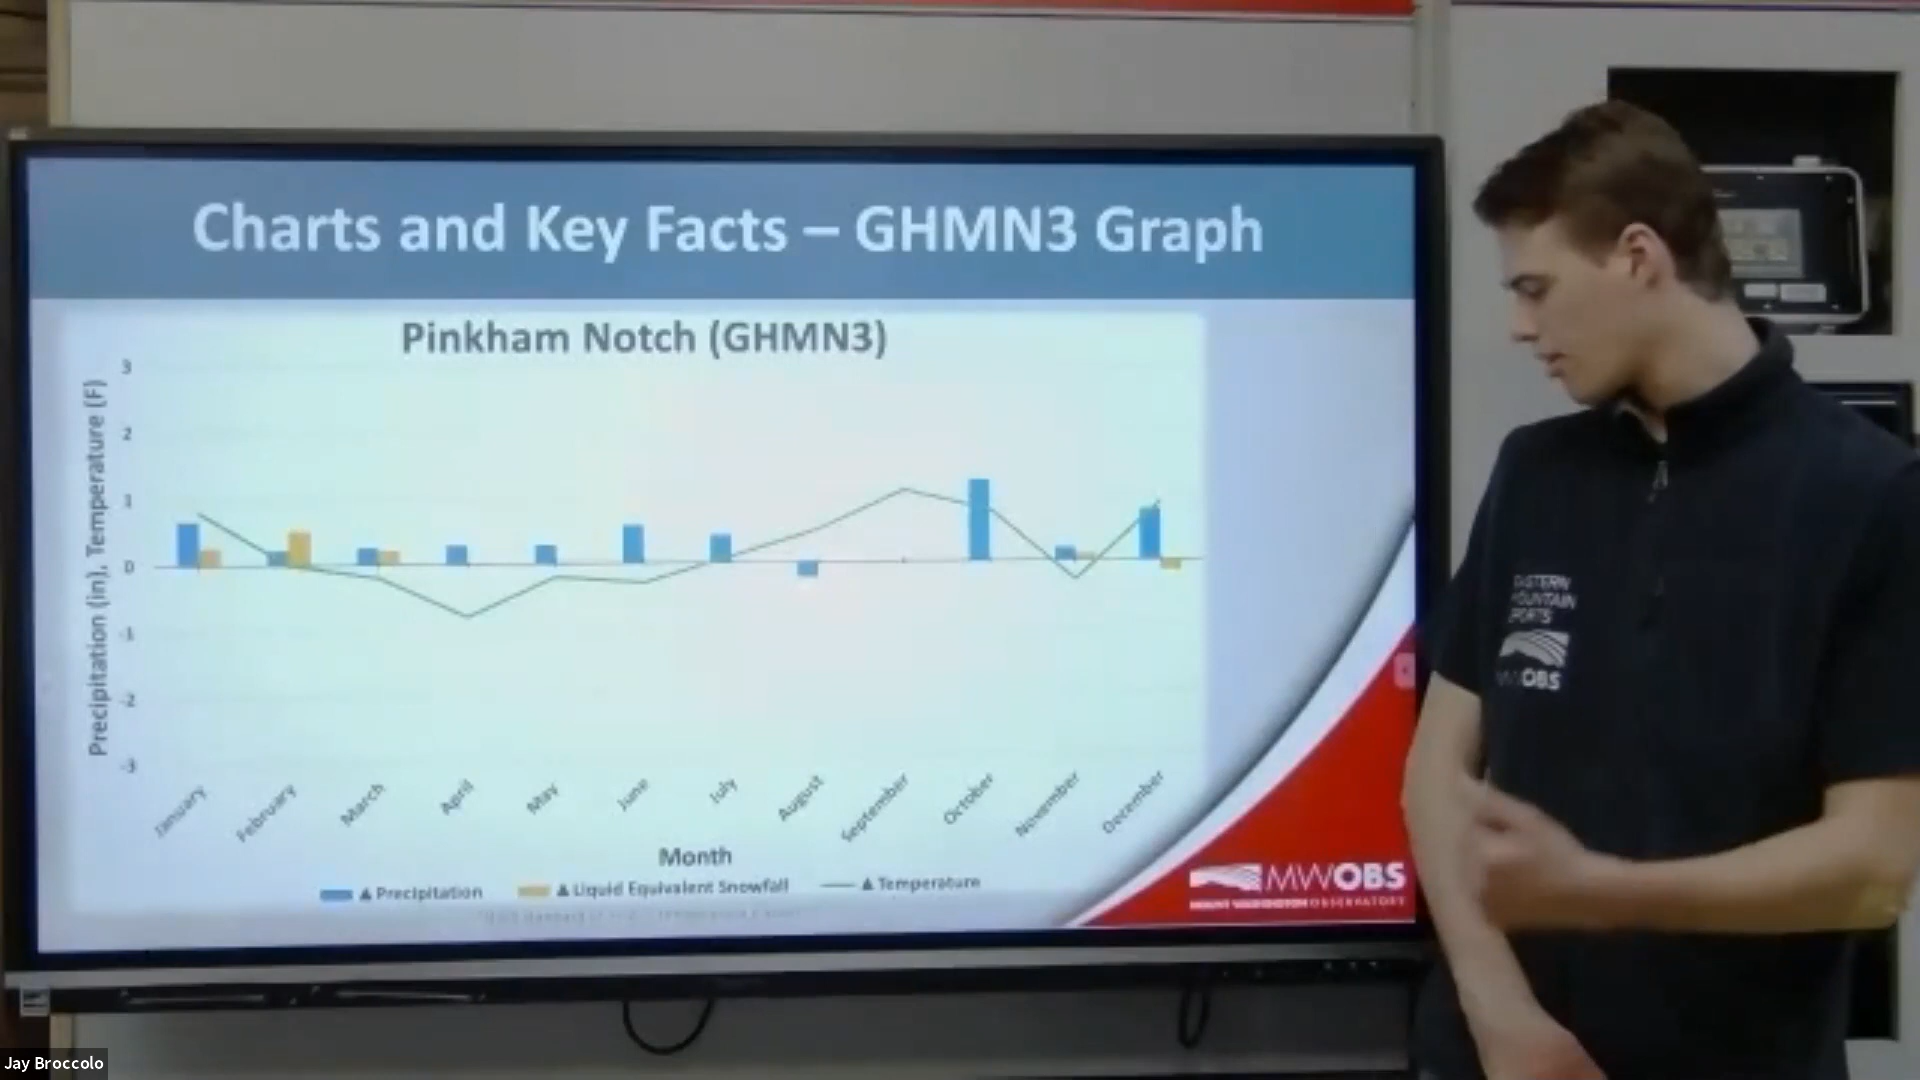 Charts and Key Facts – GHMN3 Graph
Pinkham Notch (GHMN3)
Precipitation (in), Temperature (F)
3
2
1
0
-1
-2
-3
January
February
March
April
May
June
July
August
September
October
November
December
Month
▲ Precipitation
▲ Liquid Equivalent Snowfall
▲ Temperature
MWOBS
MOUNT WASHINGTON OBSERVATORY
EASTERN
MOUNTAIN
SPORTS
MWOBS
Jay Broccolo